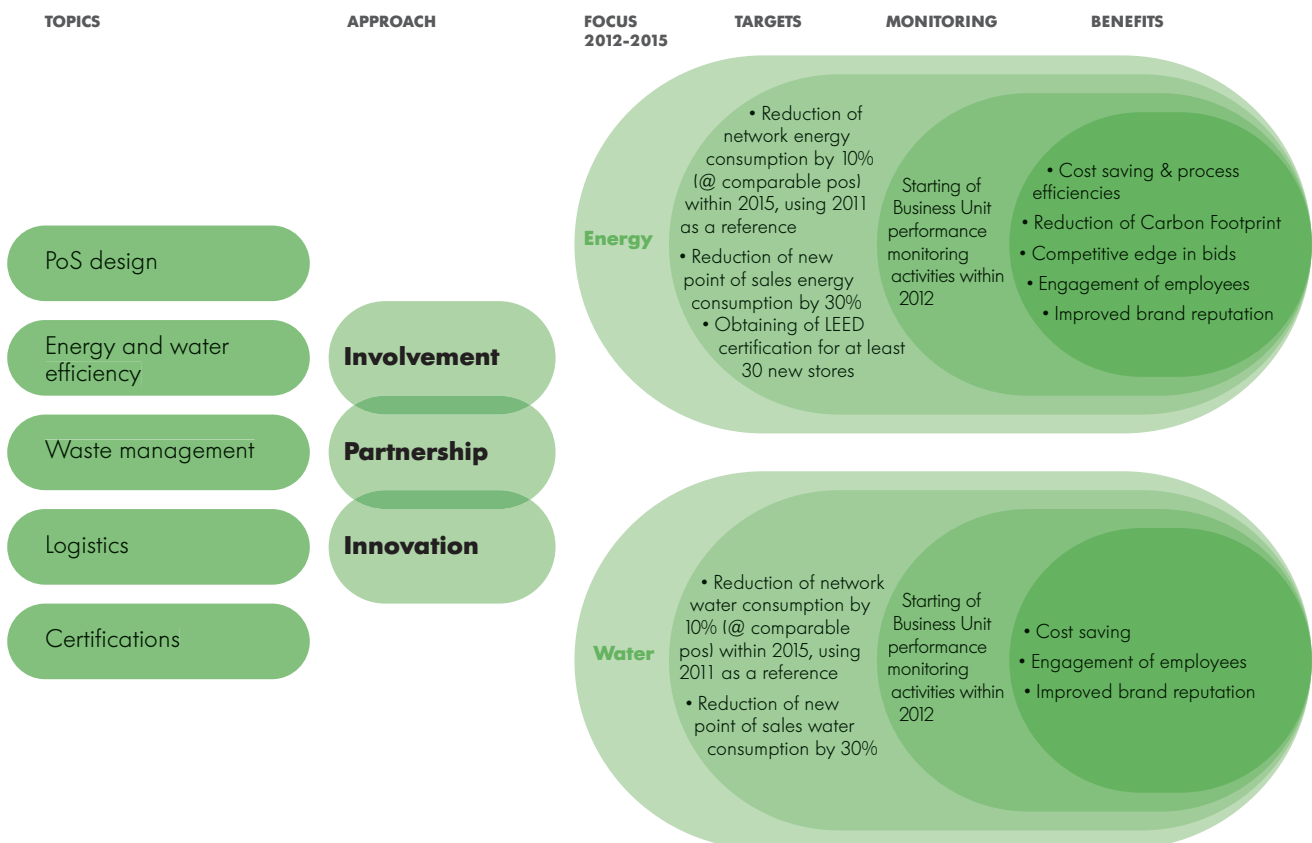 TOPICS
APPROACH
FOCUS
2012-2015
TARGETS
MONITORING
BENEFITS
PoS design
Energy and water
efficiency
Waste management
Logistics
Certifications
Involvement
Partnership
Innovation
Energy
• Reduction of
network energy
consumption by 10%
(@ comparable pos)
within 2015, using 2011
as a reference
• Reduction of new
point of sales energy
consumption by 30%
• Obtaining of LEED
certification for at least
30 new stores
Starting of
Business Unit
performance
monitoring
activities within
2012
• Cost saving & process
efficiencies
• Reduction of Carbon Footprint
• Competitive edge in bids
• Engagement of employees
• Improved brand reputation
Water
• Reduction of network
water consumption by
10% (@ comparable
pos) within 2015, using
2011 as a reference
• Reduction of new
point of sales water
consumption by 30%
Starting of
Business Unit
performance
monitoring
activities within
2012
• Cost saving
• Engagement of employees
• Improved brand reputation